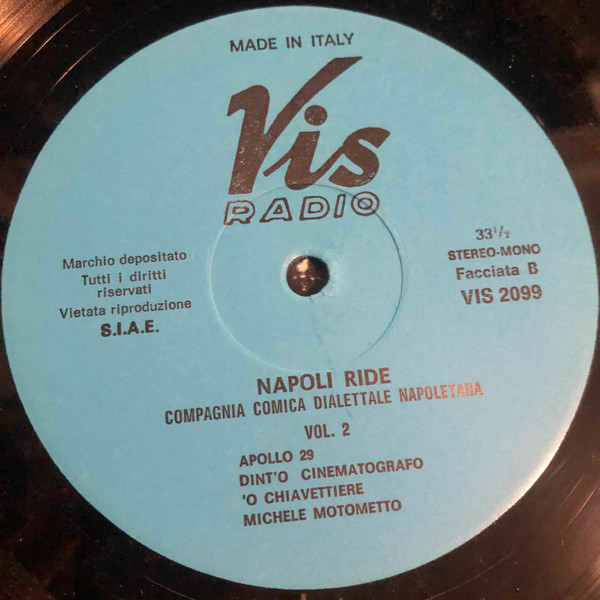 MADE IN ITALY
Vis
RADIO
Marchio depositato
Tutti i diritti
riservati
Vietata riproduzione
S.I.A.E.
33 1/2
STEREO-MONO
Facciata B
VIS 2099
NAPOLI RIDE
COMPAGNIA COMICA DIALETTALE NAPOLETANA
VOL. 2
APOLLO 29
DINT'O CINEMATOGRAFO
'O CHIAVETTIERE
MICHELE MOTOMETTO